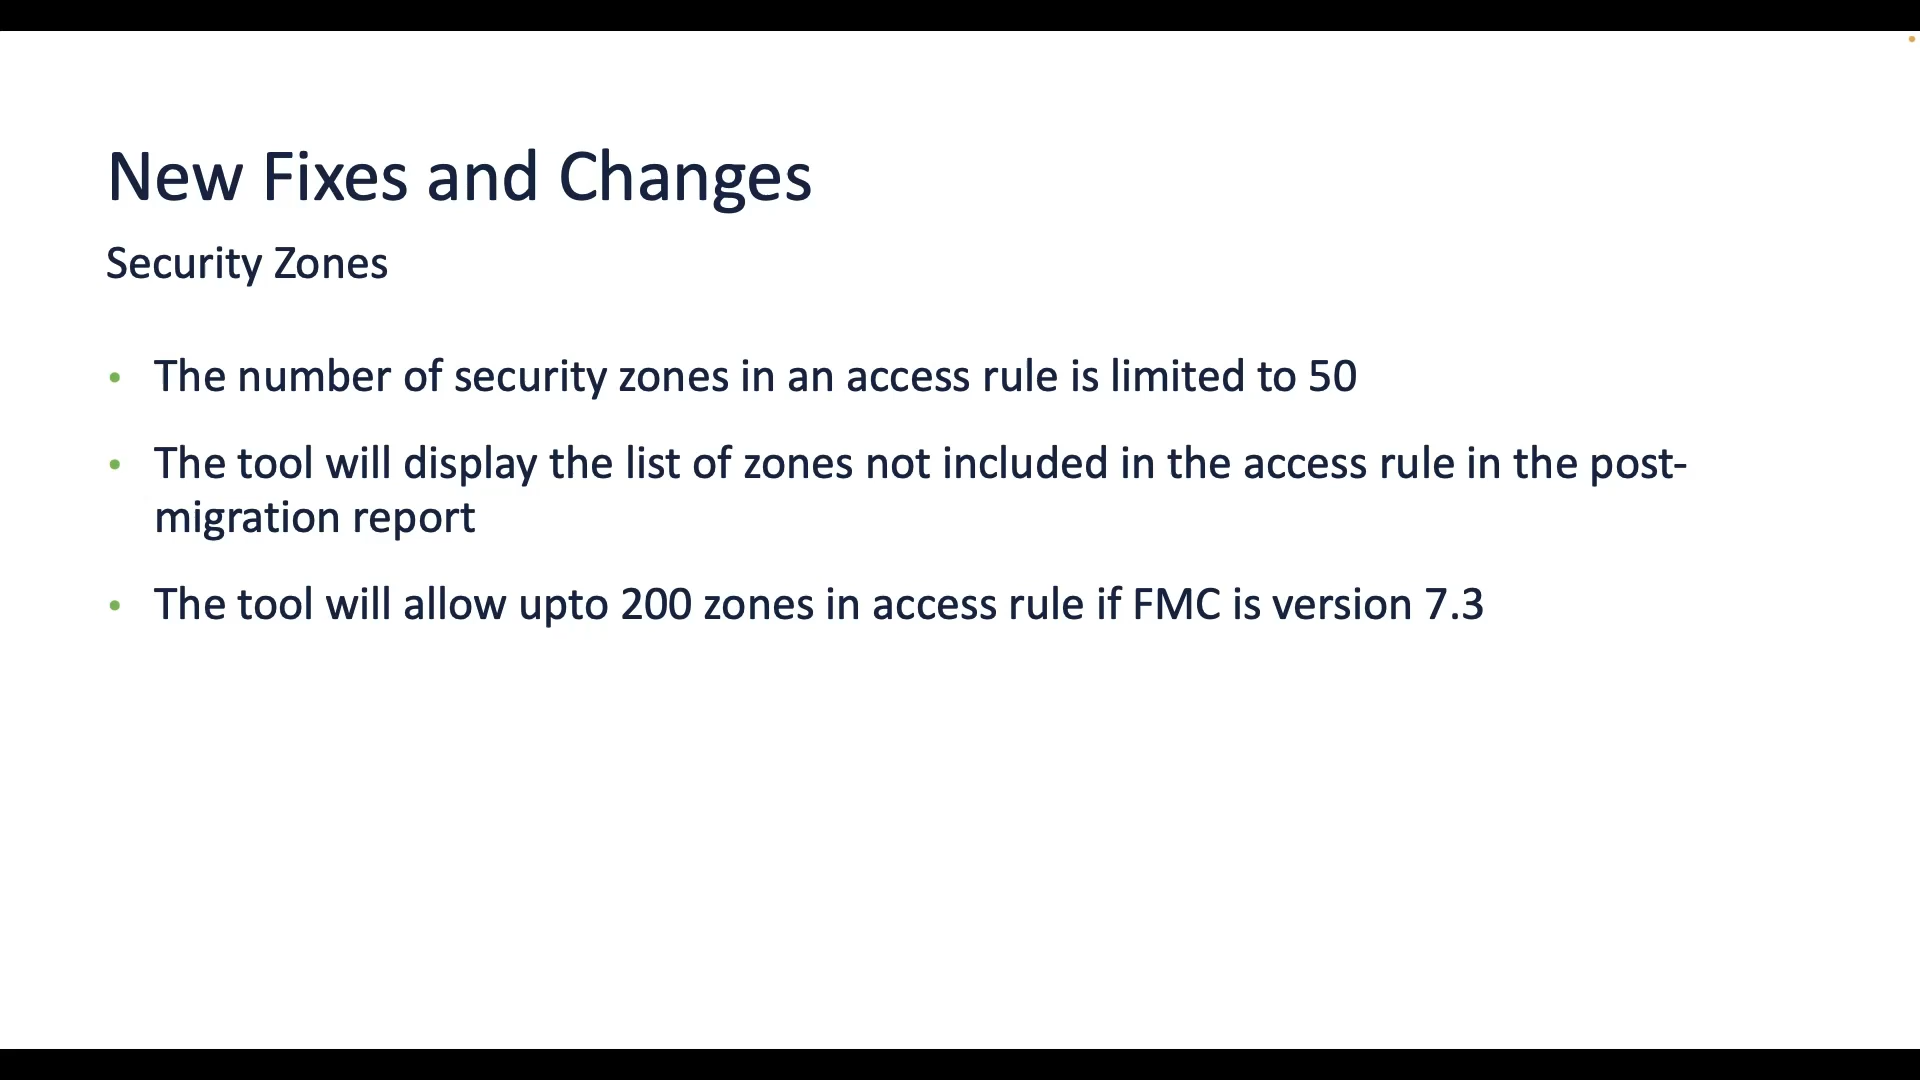 New Fixes and Changes
Security Zones
• The number of security zones in an access rule is limited to 50
• The tool will display the list of zones not included in the access rule in the post-
migration report
• The tool will allow upto 200 zones in access rule if FMC is version 7.3